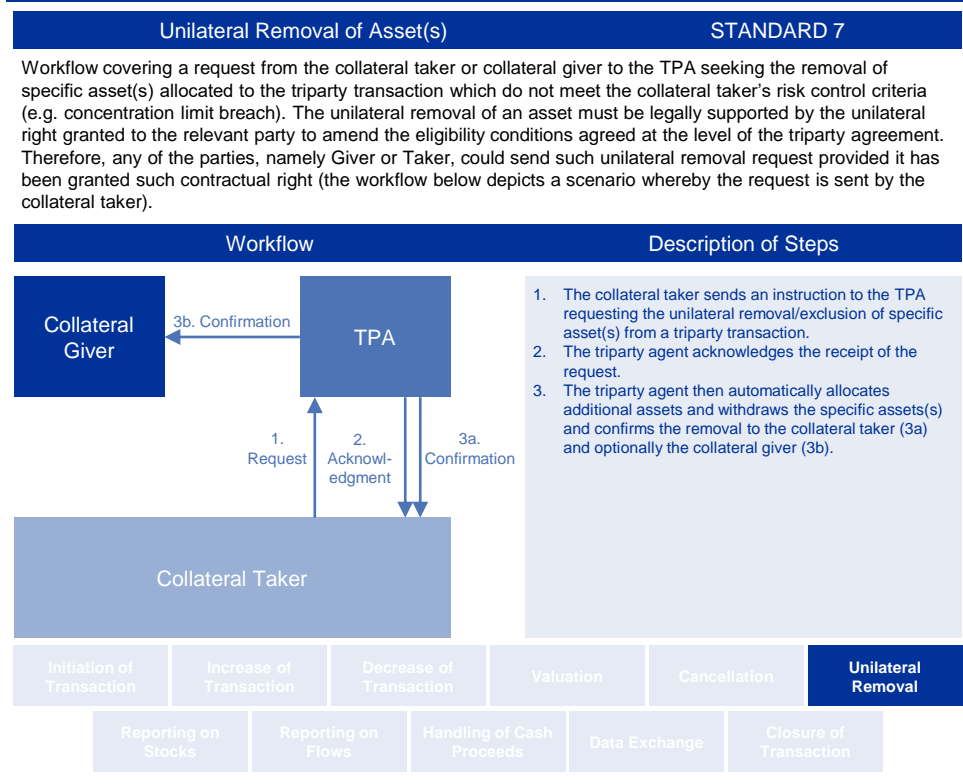 Unilateral Removal of Asset(s)
STANDARD 7
Workflow covering a request from the collateral taker or collateral giver to the TPA seeking the removal of
specific asset(s) allocated to the triparty transaction which do not meet the collateral taker's risk control criteria
(e.g. concentration limit breach). The unilateral removal of an asset must be legally supported by the unilateral
right granted to the relevant party to amend the eligibility conditions agreed at the level of the triparty agreement.
Therefore, any of the parties, namely Giver or Taker, could send such unilateral removal request provided it has
been granted such contractual right (the workflow below depicts a scenario whereby the request is sent by the
collateral taker).
Workflow
Collateral
Giver
3b. Confirmation
TPA
1.
Request
2.
Acknowl-
edgment
3a.
Confirmation
Collateral Taker
Description of Steps
1. The collateral taker sends an instruction to the TPA
requesting the unilateral removal/exclusion of specific
asset(s) from a triparty transaction.
2. The triparty agent acknowledges the receipt of the
request.
3. The triparty agent then automatically allocates
additional assets and withdraws the specific assets(s)
and confirms the removal to the collateral taker (3a)
and optionally the collateral giver (3b).
Initiation of
Transaction
Increase of
Transaction
Decrease of
Transaction
Valuation
Cancellation
Unilateral
Removal
Reporting on
Stocks
Reporting on
Flows
Handling of Cash
Proceeds
Data Exchange
Closure of
Transaction